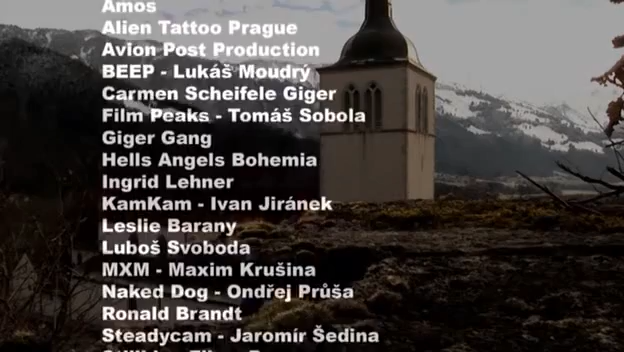 Amos
Alien Tattoo Prague
Avion Post Production
BEEP - Lukáš Moudrý
Carmen Scheifele Giger
Film Peaks - Tomáš Sobola
Giger Gang
Hells Angels Bohemia
Ingrid Lehner
KamKam - Ivan Jiránek
Leslie Barany
Luboš Svoboda
MXM - Maxim Krušina
Naked Dog - Ondřej Průša
Ronald Brandt
Steadycam - Jaromír Šedina